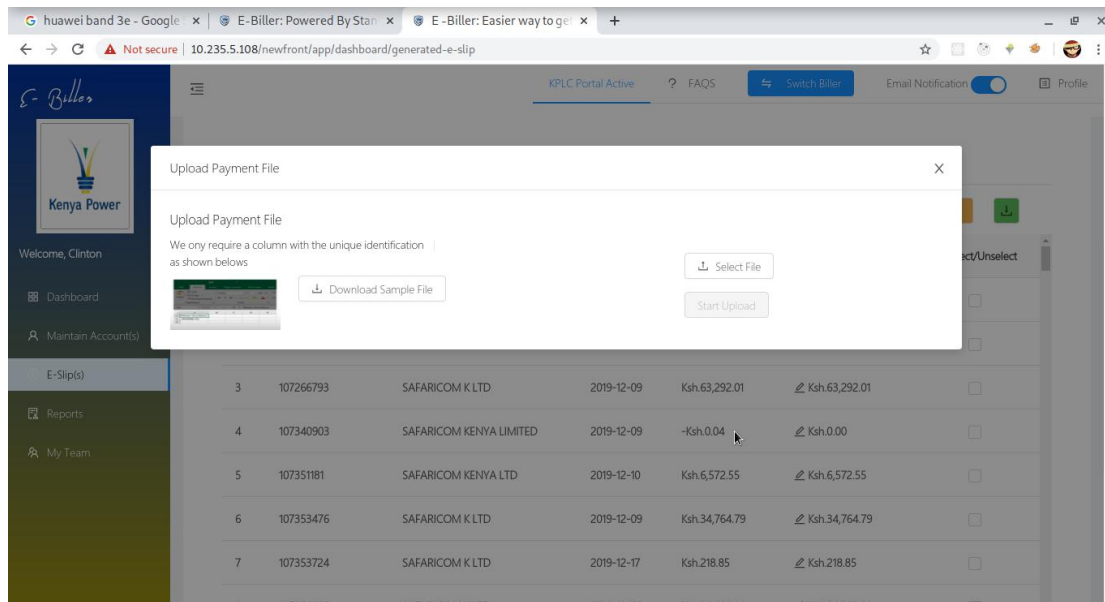 huawei band 3e - Google
E-Biller: Powered By Stan
E -Biller: Easier way to ge
Not secure | 10.235.5.108/newfront/app/dashboard/generated-e-slip
E- Biller
KPLC Portal Active
? FAQS
Switch Biller
Email Notification
Profile
Kenya Power
Welcome, Clinton
Dashboard
Maintain Account(s)
E-Slip(s)
Reports
My Team
Upload Payment File
Upload Payment File
We ony require a column with the unique identification
as shown belows
Download Sample File
Select File
Start Upload
ect/Unselect
3 107266793 SAFARICOM K LTD 2019-12-09 Ksh.63,292.01 Ksh.63,292.01
4 107340903 SAFARICOM KENYA LIMITED 2019-12-09 -Ksh.0.04 Ksh.0.00
5 107351181 SAFARICOM KENYA LTD 2019-12-10 Ksh.6,572.55 Ksh.6,572.55
6 107353476 SAFARICOM K LTD 2019-12-09 Ksh.34,764.79 Ksh.34,764.79
7 107353724 SAFARICOM K LTD 2019-12-17 Ksh.218.85 Ksh.218.85